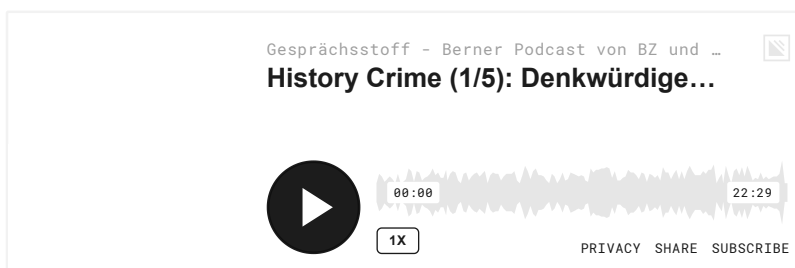 Gesprächsstoff - Berner Podcast von BZ und …
History Crime (1/5): Denkwürdige…
00:00
22:29
1X
PRIVACY SHARE SUBSCRIBE